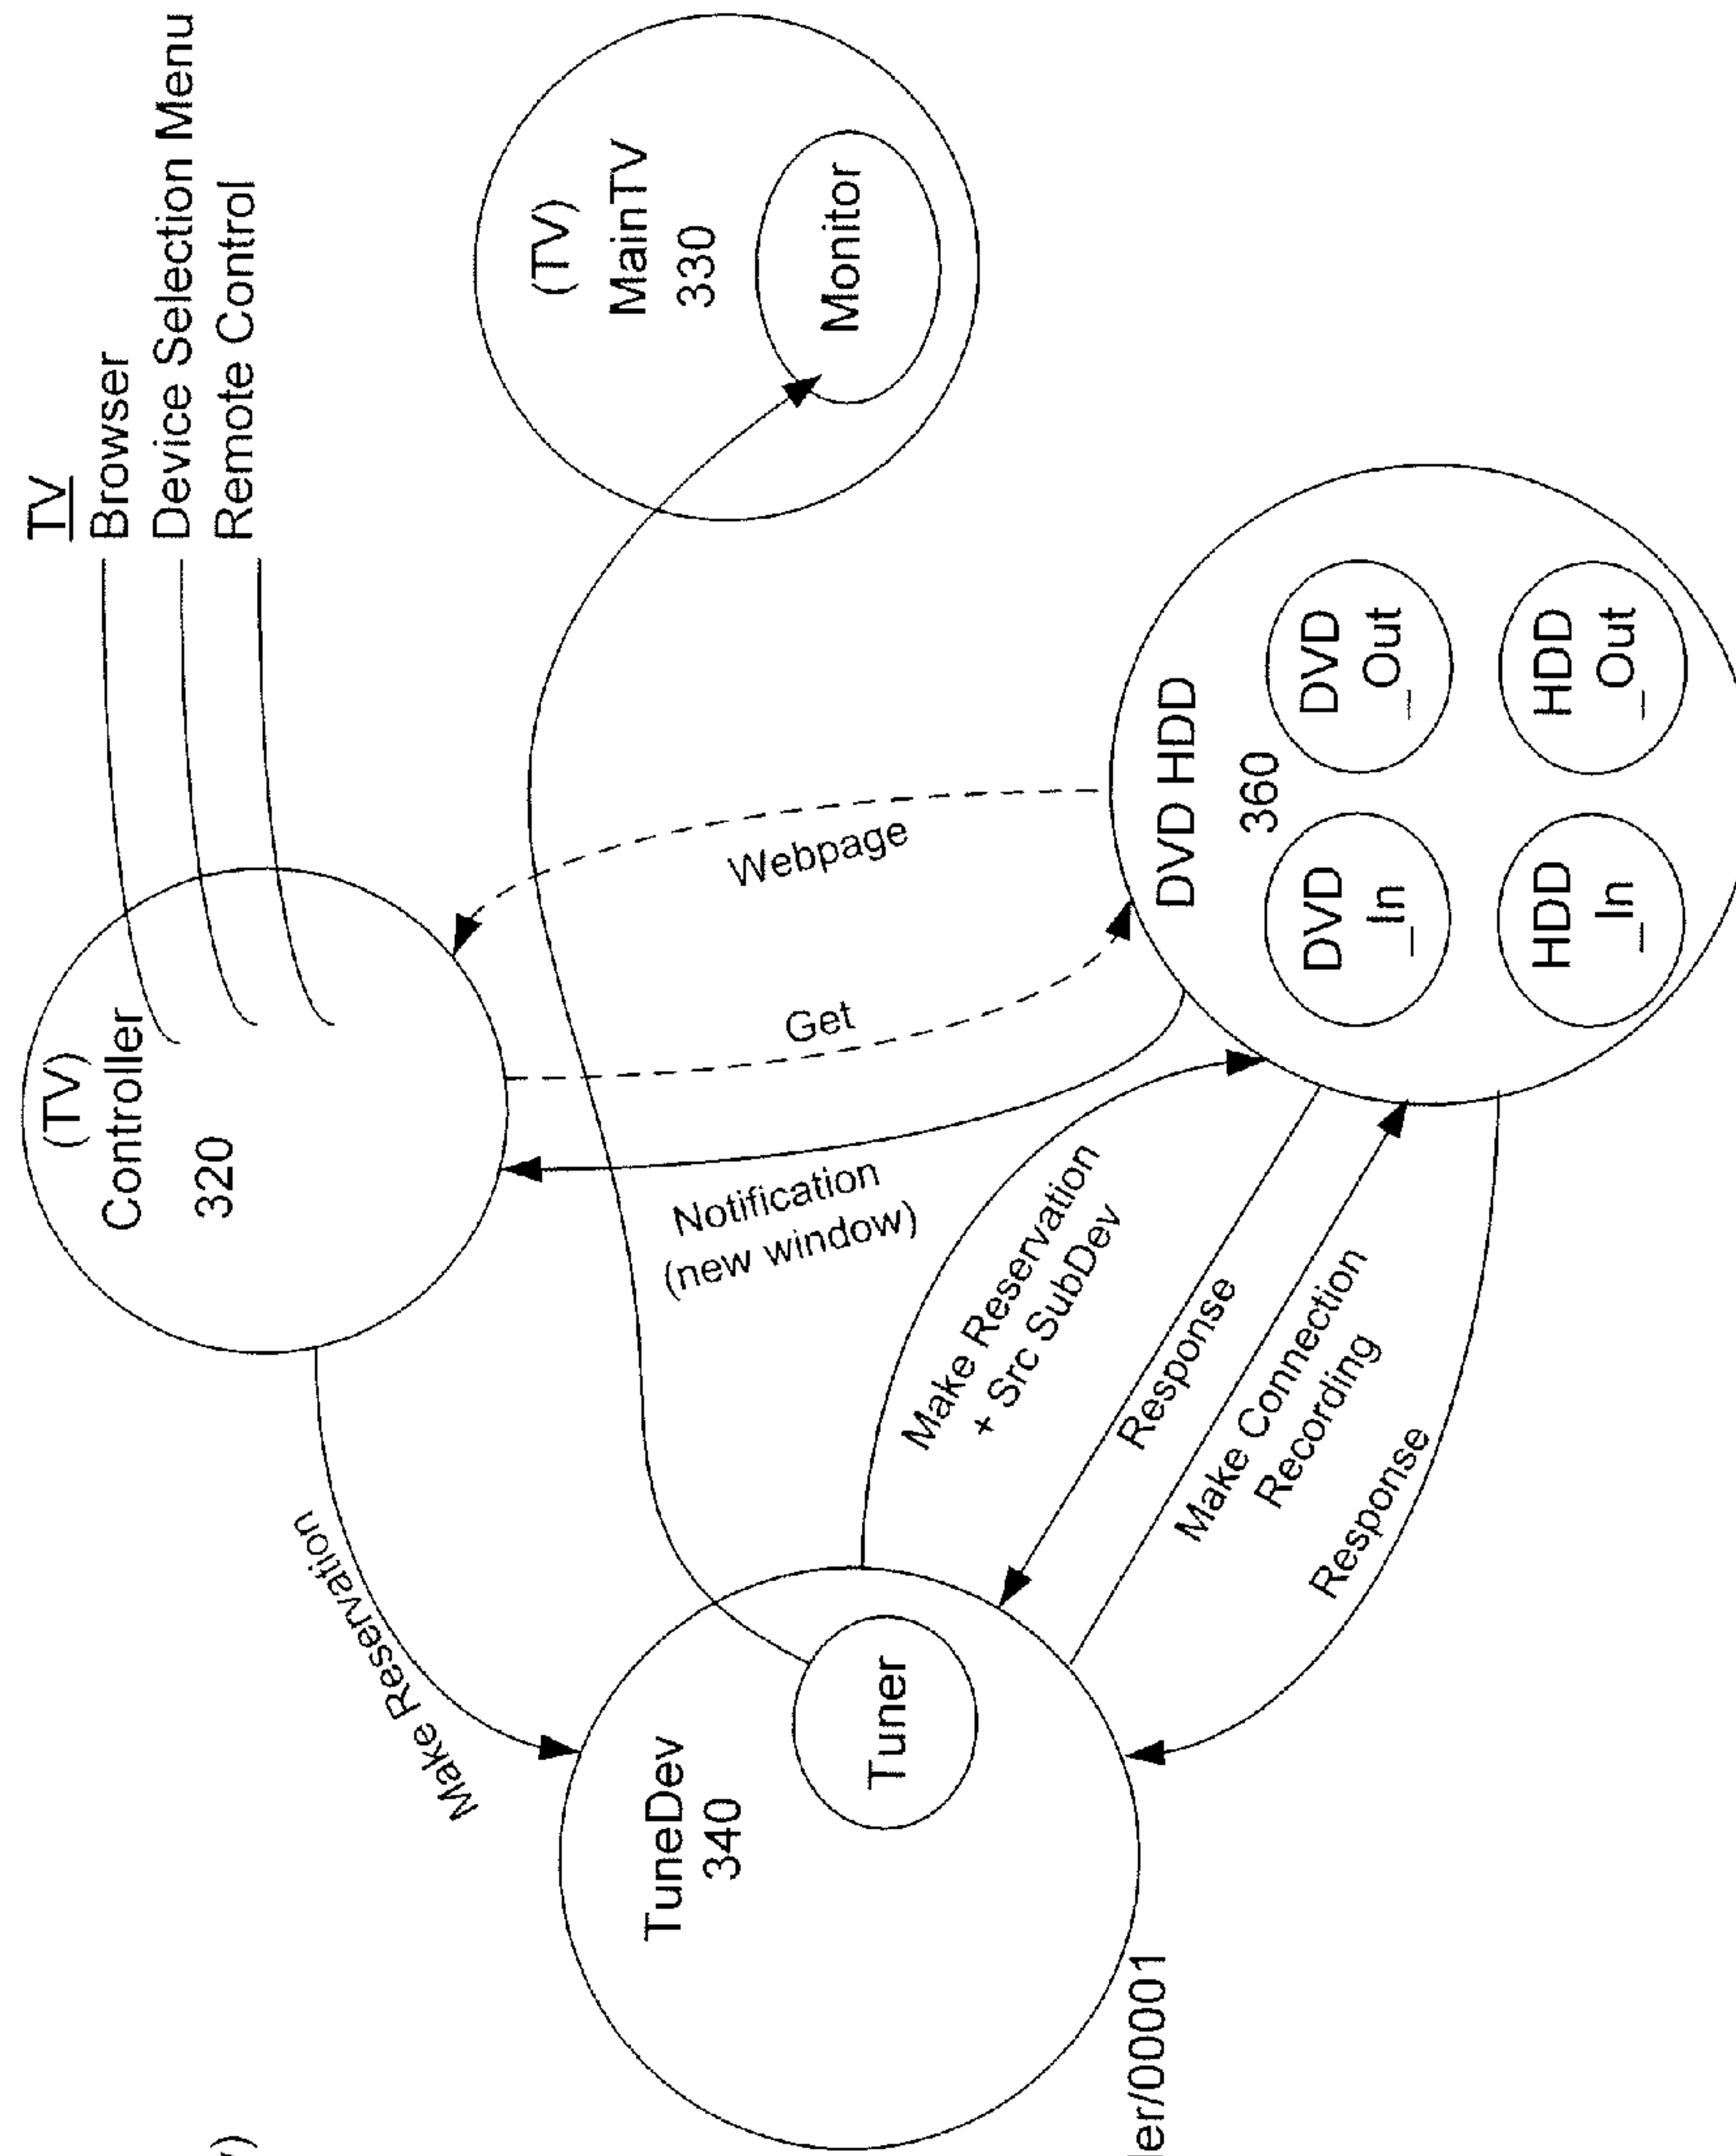 TV
Browser
Device Selection Menu
Remote Control
(TV)
Controller
320
(TV)
MainTV
330
Monitor
Make Reservation
Notification
(new window)
Get
Webpage
TuneDev
340
Tuner
Make Reservation
+ Src SubDev
Response
Make Connection
Recording
Response
DVD HDD
360
DVD
_In
DVD
_Out
HDD
_In
HDD
_Out
er/00001